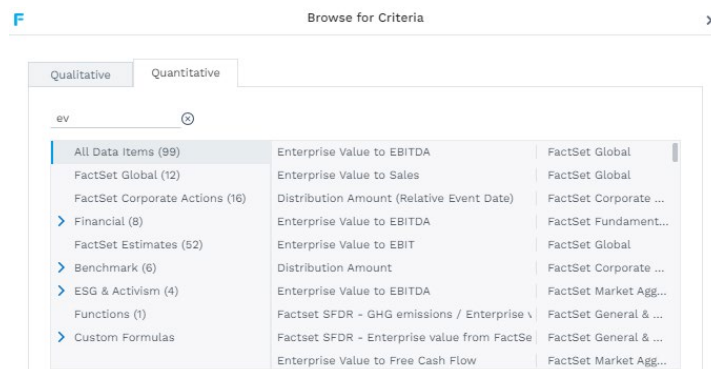 F Browse for Criteria
Qualitative Quantitative
ev
All Data Items (99) Enterprise Value to EBITDA FactSet Global
FactSet Global (12) Enterprise Value to Sales FactSet Global
FactSet Corporate Actions (16) Distribution Amount (Relative Event Date) FactSet Corporate ...
Financial (8) Enterprise Value to EBITDA FactSet Fundament...
FactSet Estimates (52) Enterprise Value to EBIT FactSet Global
Benchmark (6) Distribution Amount FactSet Corporate ...
ESG & Activism (4) Enterprise Value to EBITDA FactSet Market Agg...
Functions (1) Factset SFDR - GHG emissions / Enterprise v FactSet General & ...
Custom Formulas Factset SFDR - Enterprise value from FactSe FactSet General & ...
Enterprise Value to Free Cash Flow FactSet Market Agg...